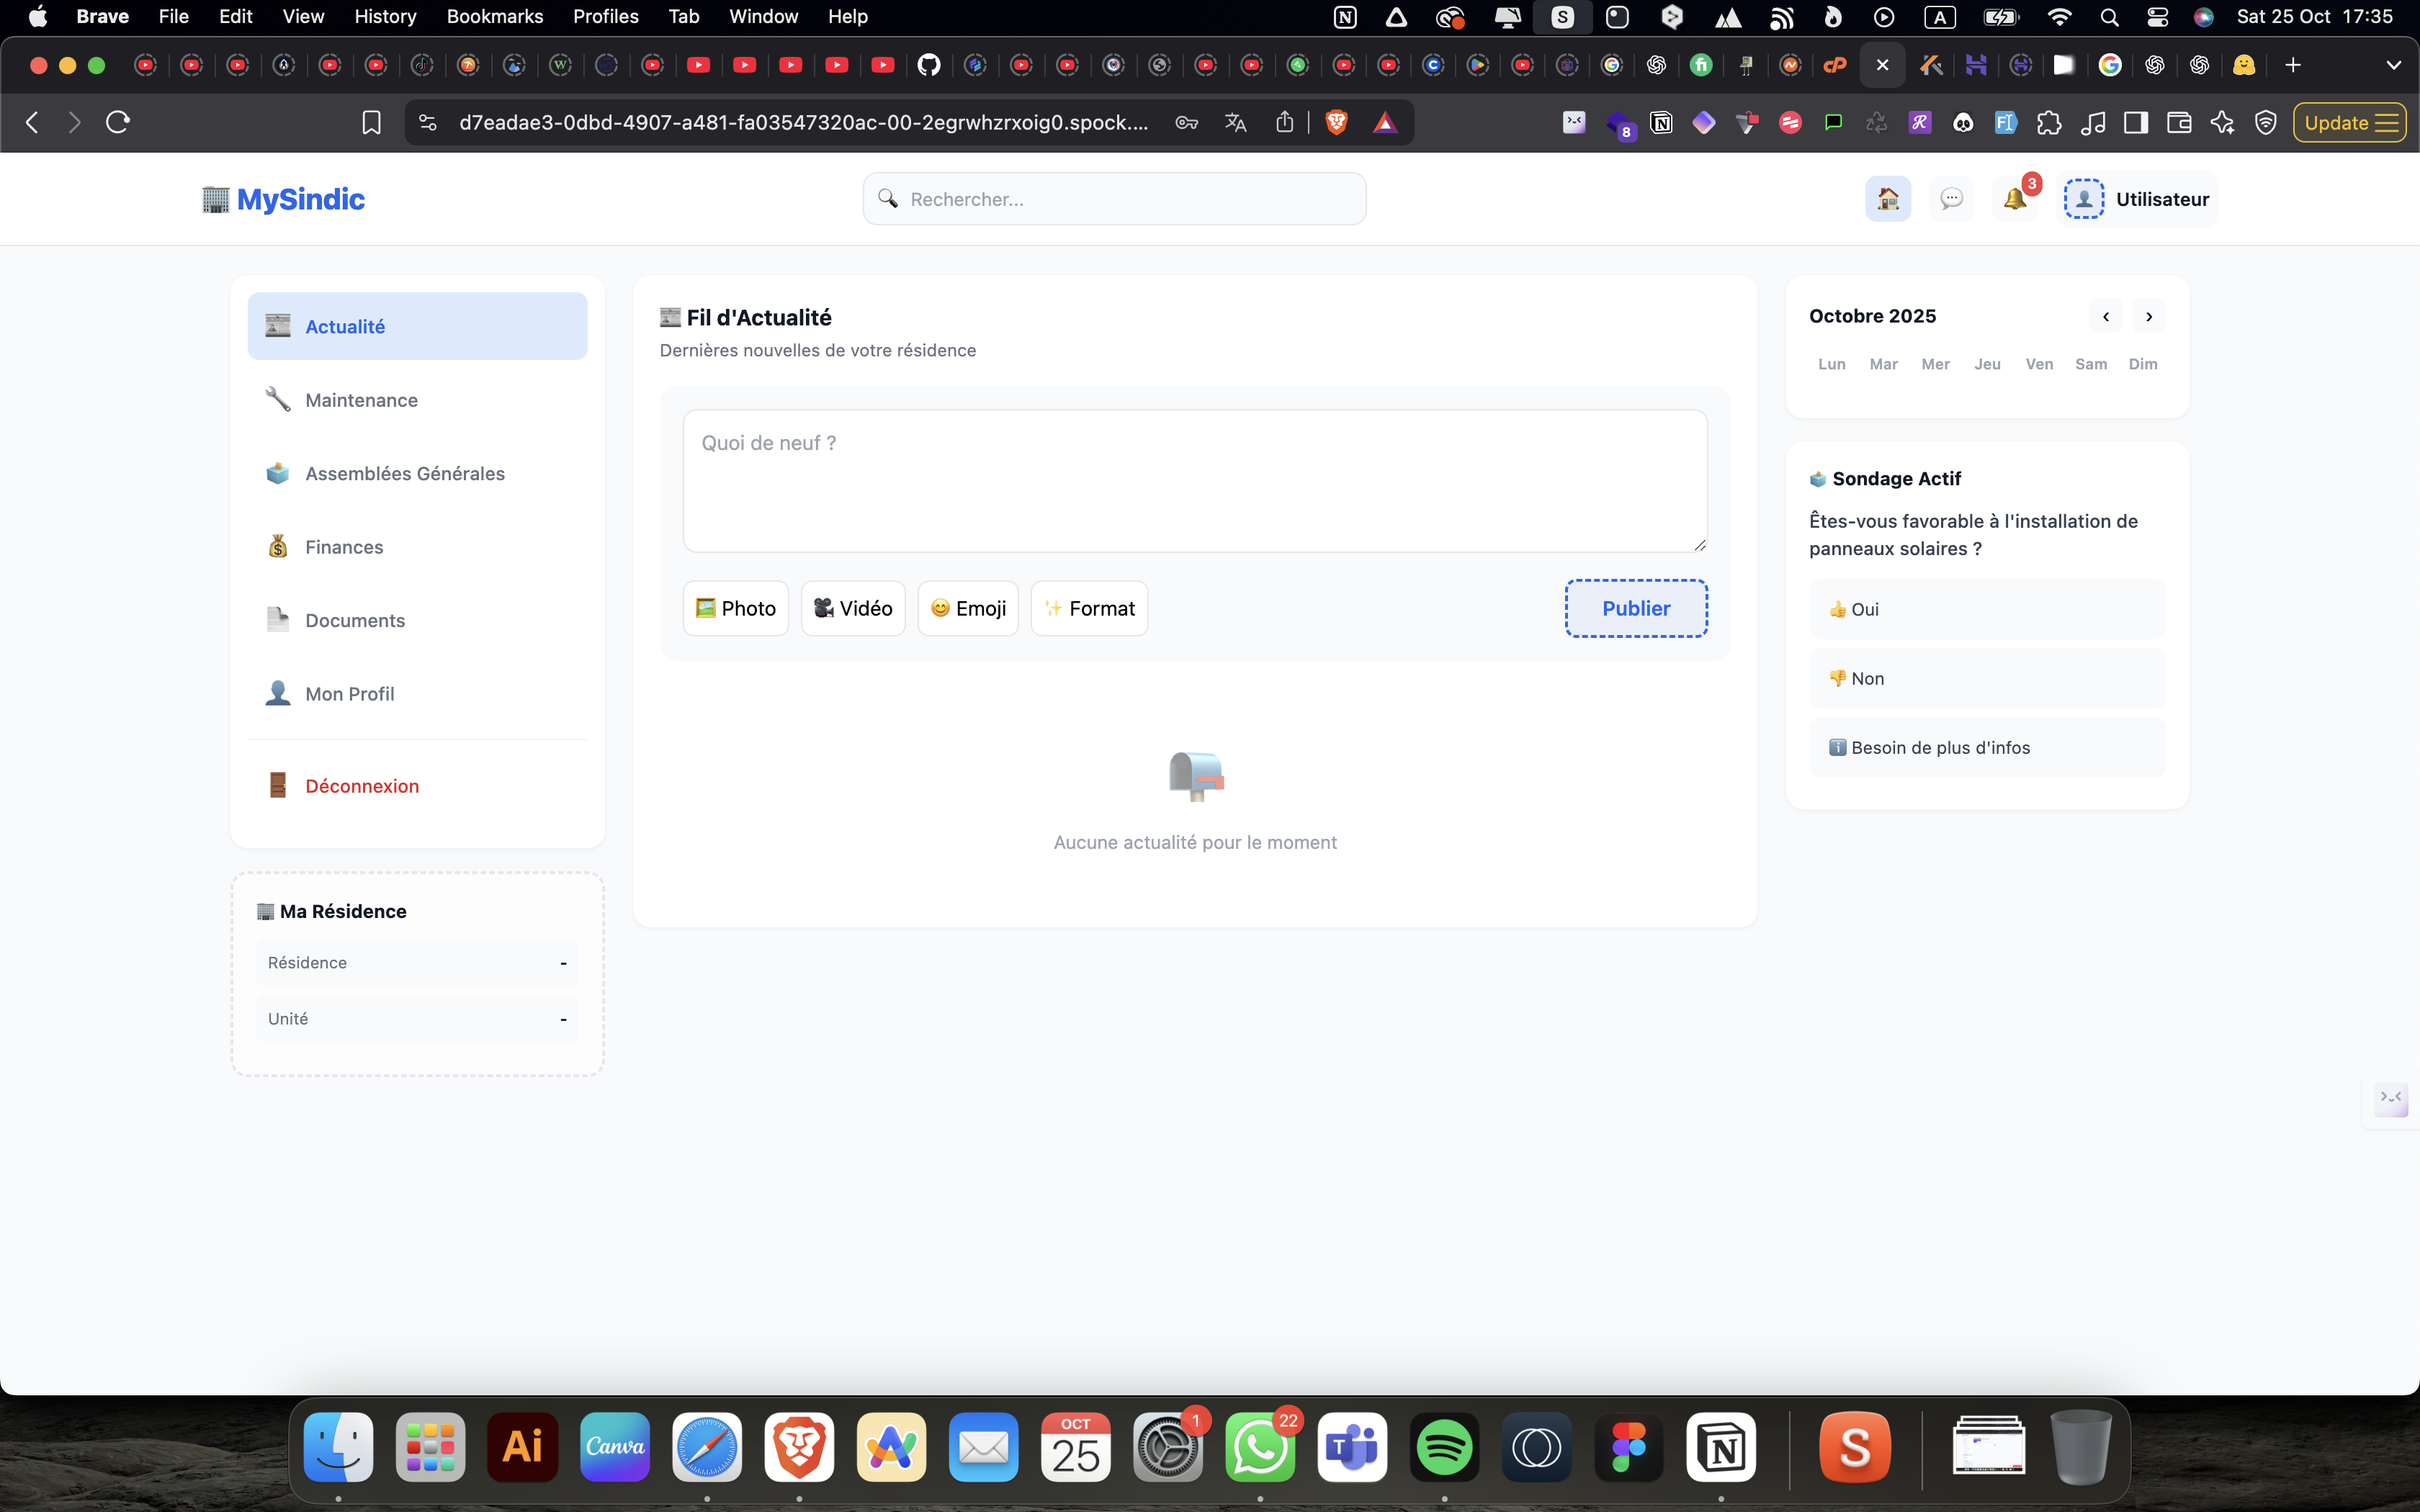 Brave File Edit View History Bookmarks Profiles Tab Window Help
A
Sat 25 Oct 17:35
d7eadae3-0dbd-4907-a481-fa03547320ac-00-2egrwhzrxoig0.spock....
8
Update
MySindic
Rechercher...
3
Utilisateur
Actualité
Maintenance
Assemblées Générales
Finances
Documents
Mon Profil
Déconnexion
Ma Résidence
Résidence -
Unité -
Fil d'Actualité
Dernières nouvelles de votre résidence
Quoi de neuf ?
Photo
Vidéo
Emoji
Format
Publier
Aucune actualité pour le moment
Octobre 2025
‹ ›
Lun Mar Mer Jeu Ven Sam Dim
Sondage Actif
Êtes-vous favorable à l'installation de
panneaux solaires ?
Oui
Non
Besoin de plus d'infos
Ai
Canva
OCT
25
1
22
T
N
S